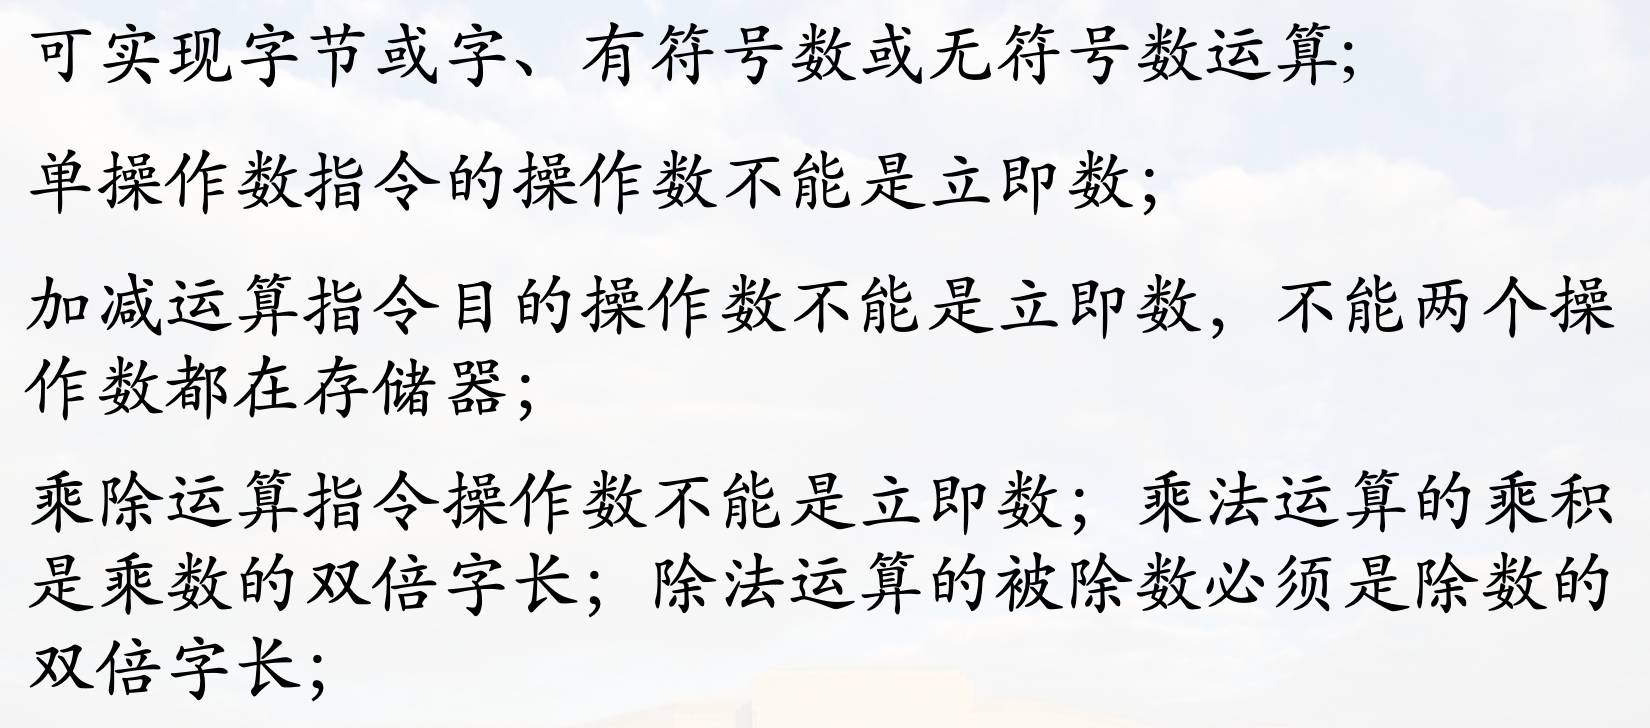 可实现字节或字、有符号数或无符号数运算;
单操作数指令的操作数不能是立即数；
加减运算指令目的操作数不能是立即数，不能两个操
作数都在存储器；
乘除运算指令操作数不能是立即数；乘法运算的乘积
是乘数的双倍字长；除法运算的被除数必须是除数的
双倍字长；